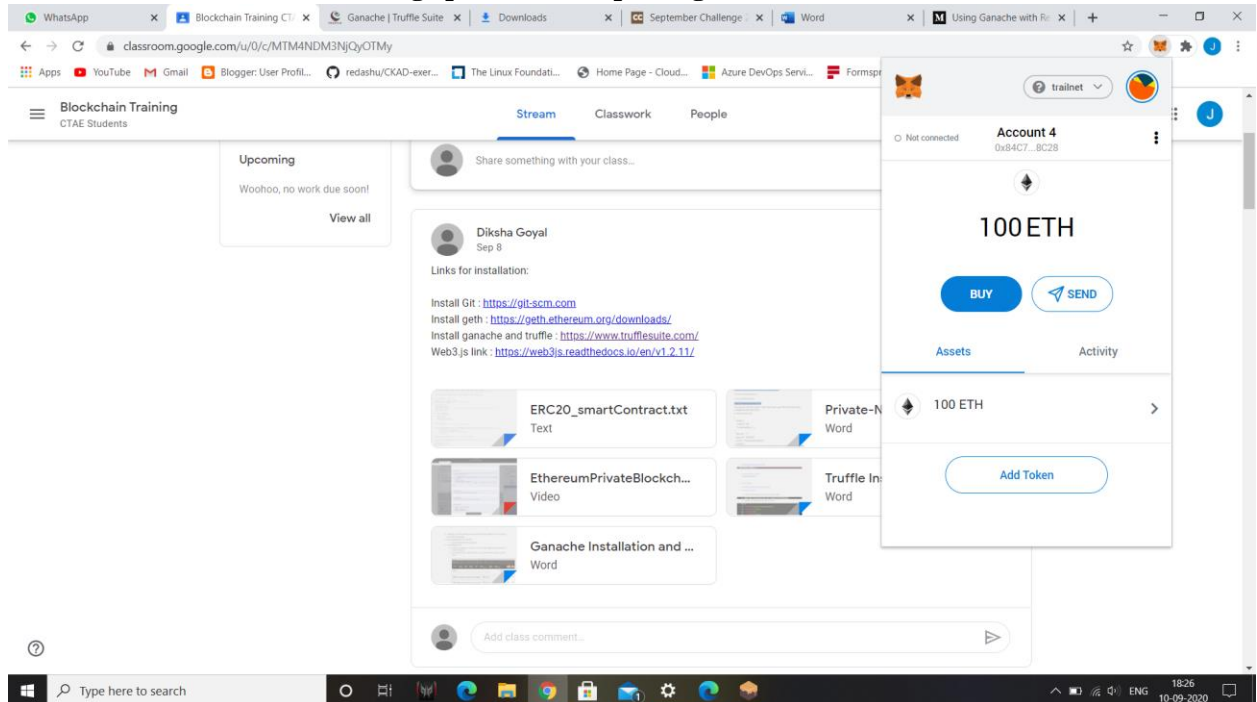 WhatsApp
Blockchain Training CT
Ganache | Truffle Suite
Downloads
September Challenge
Word
Using Ganache with Re
classroom.google.com/u/0/c/MTM4NDM3NjQyOTMy
Apps
YouTube
Gmail
Blogger: User Profil...
redashu/CKAD-exer...
The Linux Foundati...
Home Page - Cloud...
Azure DevOps Servi...
Formspr
Blockchain Training
CTAE Students
Stream
Classwork
People
J
Upcoming
Woohoo, no work due soon!
View all
Share something with your class...
Diksha Goyal
Sep 8
Links for installation:
Install Git : https://git-scm.com
Install geth : https://geth.ethereum.org/downloads/
Install ganache and truffle : https://www.trufflesuite.com/
Web3.js link : https://web3js.readthedocs.io/en/v1.2.11/
ERC20_smartContract.txt
Text
Private-N
Word
EthereumPrivateBlockch...
Video
Truffle In
Word
Ganache Installation and ...
Word
Add class comment...
trailnet
Not connected
Account 4
0x84C7...8C28
100 ETH
BUY
SEND
Assets
Activity
100 ETH
Add Token
Type here to search
ENG
18:26
10-09-2020